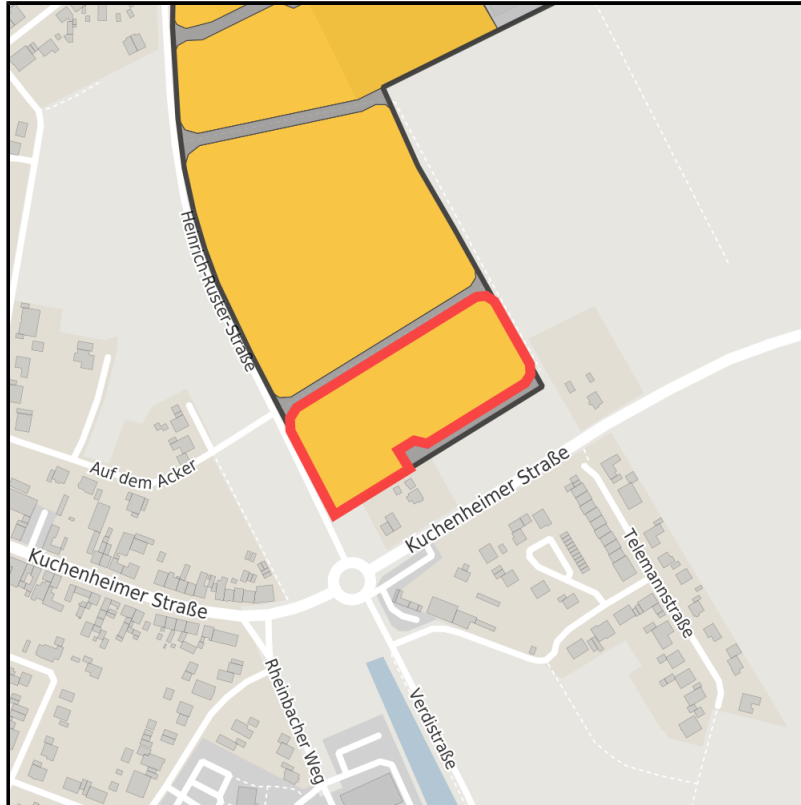 Heinrich-Ruster-Straße
Auf dem Acker
Kuchenheimer Straße
Kuchenheimer Straße
Telemannstraße
Rheinbacher Weg
Verdistraße